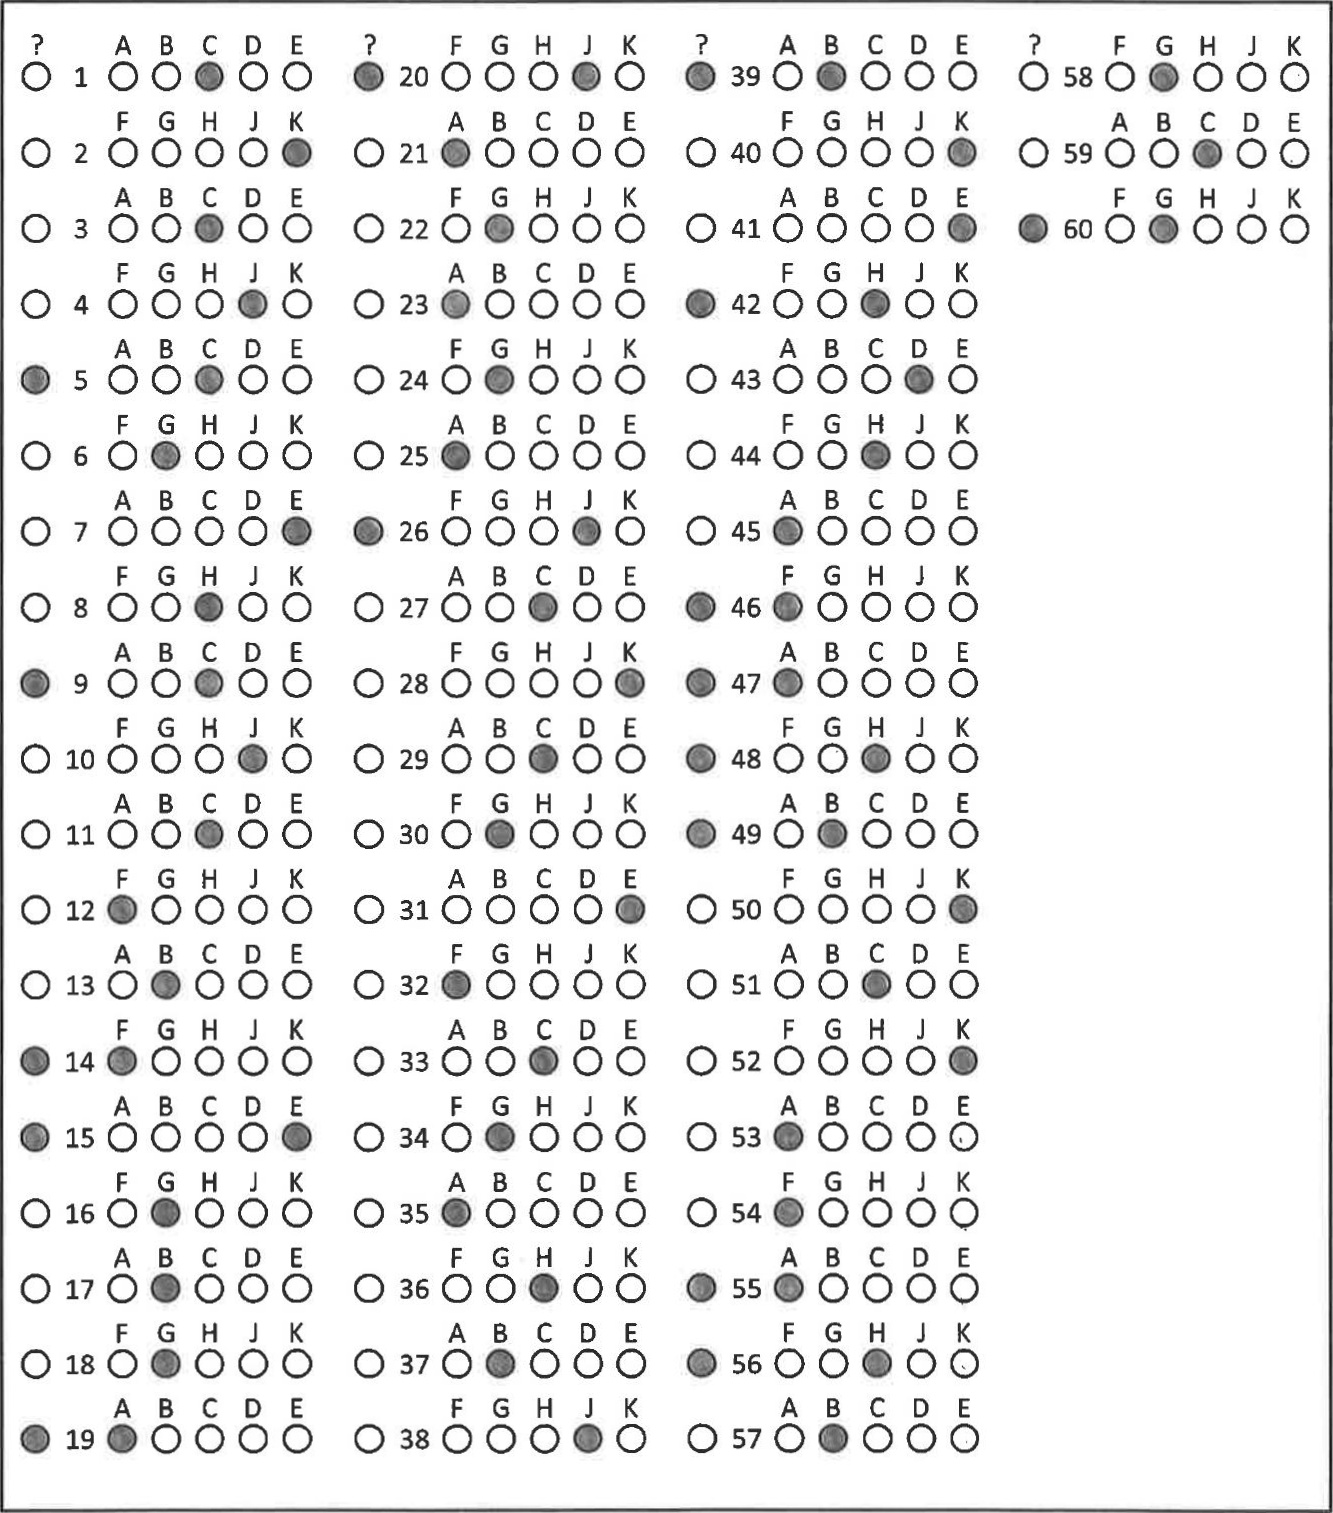 ? A B C D E
1
F G H J K
2
A B C D E
3
F G H J K
4
A B C D E
5
F G H J K
6
A B C D E
7
F G H J K
8
A B C D E
9
F G H J K
10
A B C D E
11
F G H J K
12
A B C D E
13
F G H J K
14
A B C D E
15
F G H J K
16
A B C D E
17
F G H J K
18
A B C D E
19
? F G H J K
20
A B C D E
21
F G H J K
22
A B C D E
23
F G H J K
24
A B C D E
25
F G H J K
26
A B C D E
27
F G H J K
28
A B C D E
29
F G H J K
30
A B C D E
31
F G H J K
32
A B C D E
33
F G H J K
34
A B C D E
35
F G H J K
36
A B C D E
37
F G H J K
38
? A B C D E
39
F G H J K
40
A B C D E
41
F G H J K
42
A B C D E
43
F G H J K
44
A B C D E
45
F G H J K
46
A B C D E
47
F G H J K
48
A B C D E
49
F G H J K
50
A B C D E
51
F G H J K
52
A B C D E
53
F G H J K
54
A B C D E
55
F G H J K
56
A B C D E
57
? F G H J K
58
A B C D E
59
F G H J K
60